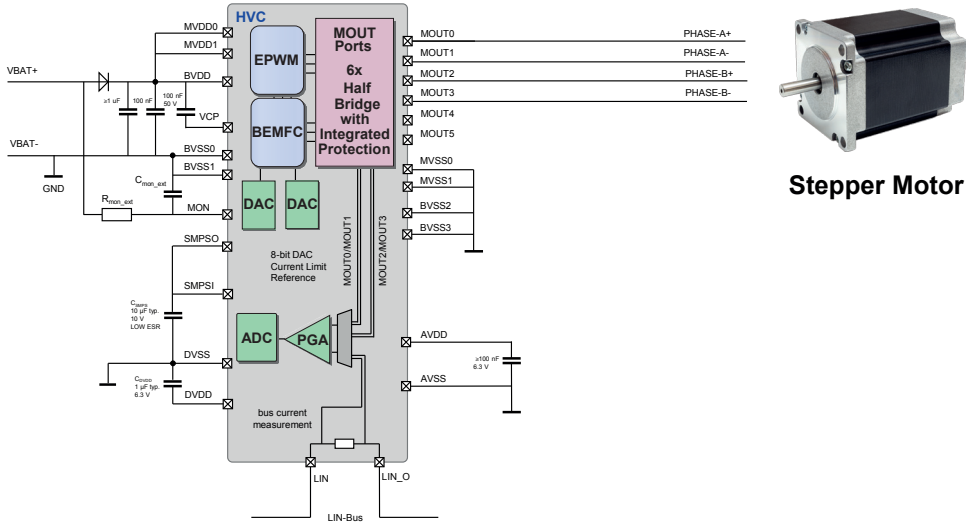 HVC
MVDD0
MVDD1
VBAT+
BVDD
≥1 uF
100 nF
100 nF
50 V
VCP
VBAT-
BVSS0
BVSS1
GND
Cmon_ext
Rmon_ext
MON
SMPSO
SMPSI
CSMPS
10 µF typ.
10 V
LOW ESR
DVSS
CDVDD
1 µF typ.
6.3 V
DVDD
EPWM
BEMFC
MOUT
Ports
6x
Half
Bridge
with
Integrated
Protection
DAC
DAC
8-bit DAC
Current Limit
Reference
MOUT0/MOUT1
MOUT2/MOUT3
ADC
PGA
bus current
measurement
LIN
LIN_O
LIN-Bus
MOUT0
MOUT1
MOUT2
MOUT3
MOUT4
MOUT5
PHASE-A+
PHASE-A-
PHASE-B+
PHASE-B-
MVSS0
MVSS1
BVSS2
BVSS3
AVDD
≥100 nF
6.3 V
AVSS
Stepper Motor